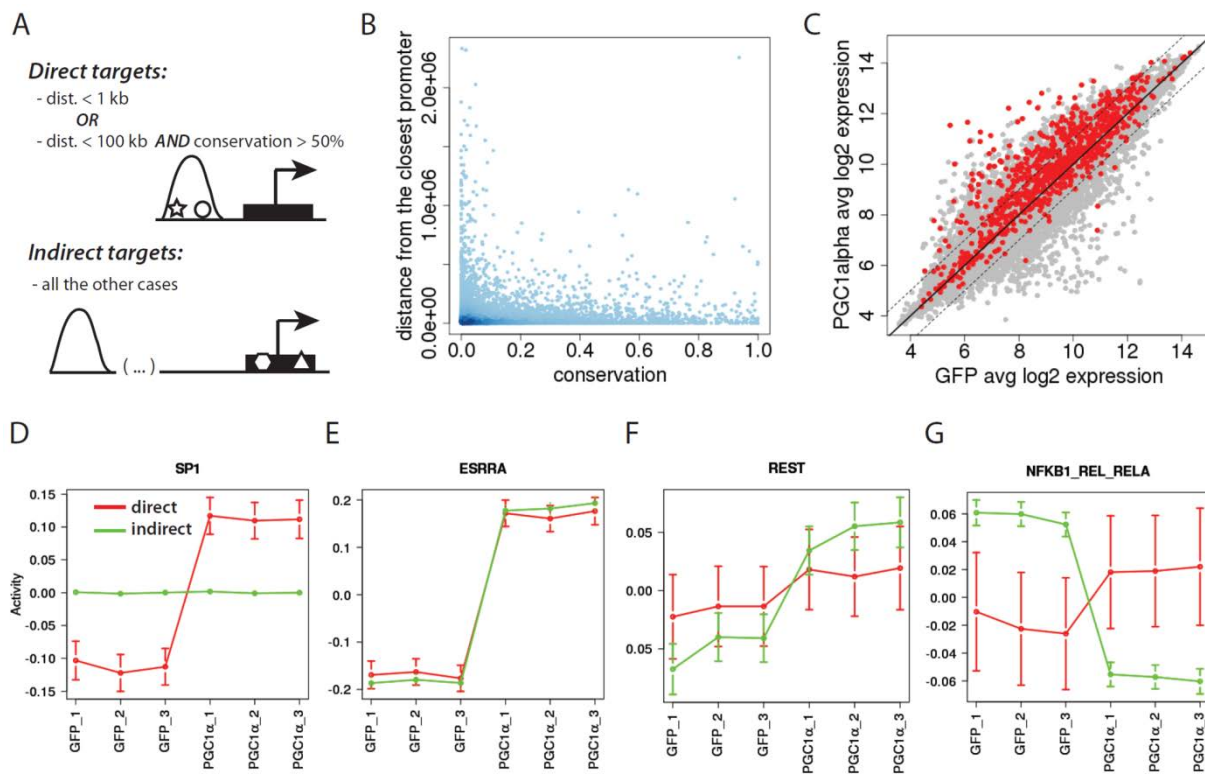 A
Direct targets:
- dist. < 1 kb
OR
- dist. < 100 kb AND conservation > 50%
Indirect targets:
- all the other cases
( ... )
B
distance from the closest promoter
0.0e+00 1.0e+06 2.0e+06
0.0 0.2 0.4 0.6 0.8 1.0
conservation
C
PGC1alpha avg log2 expression
14
12
10
8
6
4
4 6 8 10 12 14
GFP avg log2 expression
D
SP1
direct
indirect
Activity
0.15
0.10
0.05
0.00
-0.05
-0.10
-0.15
GFP_1
GFP_2
GFP_3
PGC1α_1
PGC1α_2
PGC1α_3
E
ESRRA
0.2
0.1
0.0
-0.1
-0.2
GFP_1
GFP_2
GFP_3
PGC1α_1
PGC1α_2
PGC1α_3
F
REST
0.05
0.00
0.05
GFP_1
GFP_2
GFP_3
PGC1α_1
PGC1α_2
PGC1α_3
G
NFKB1_REL_RELA
0.06
0.04
0.02
0.00
-0.02
-0.04
-0.06
GFP_1
GFP_2
GFP_3
PGC1α_1
PGC1α_2
PGC1α_3